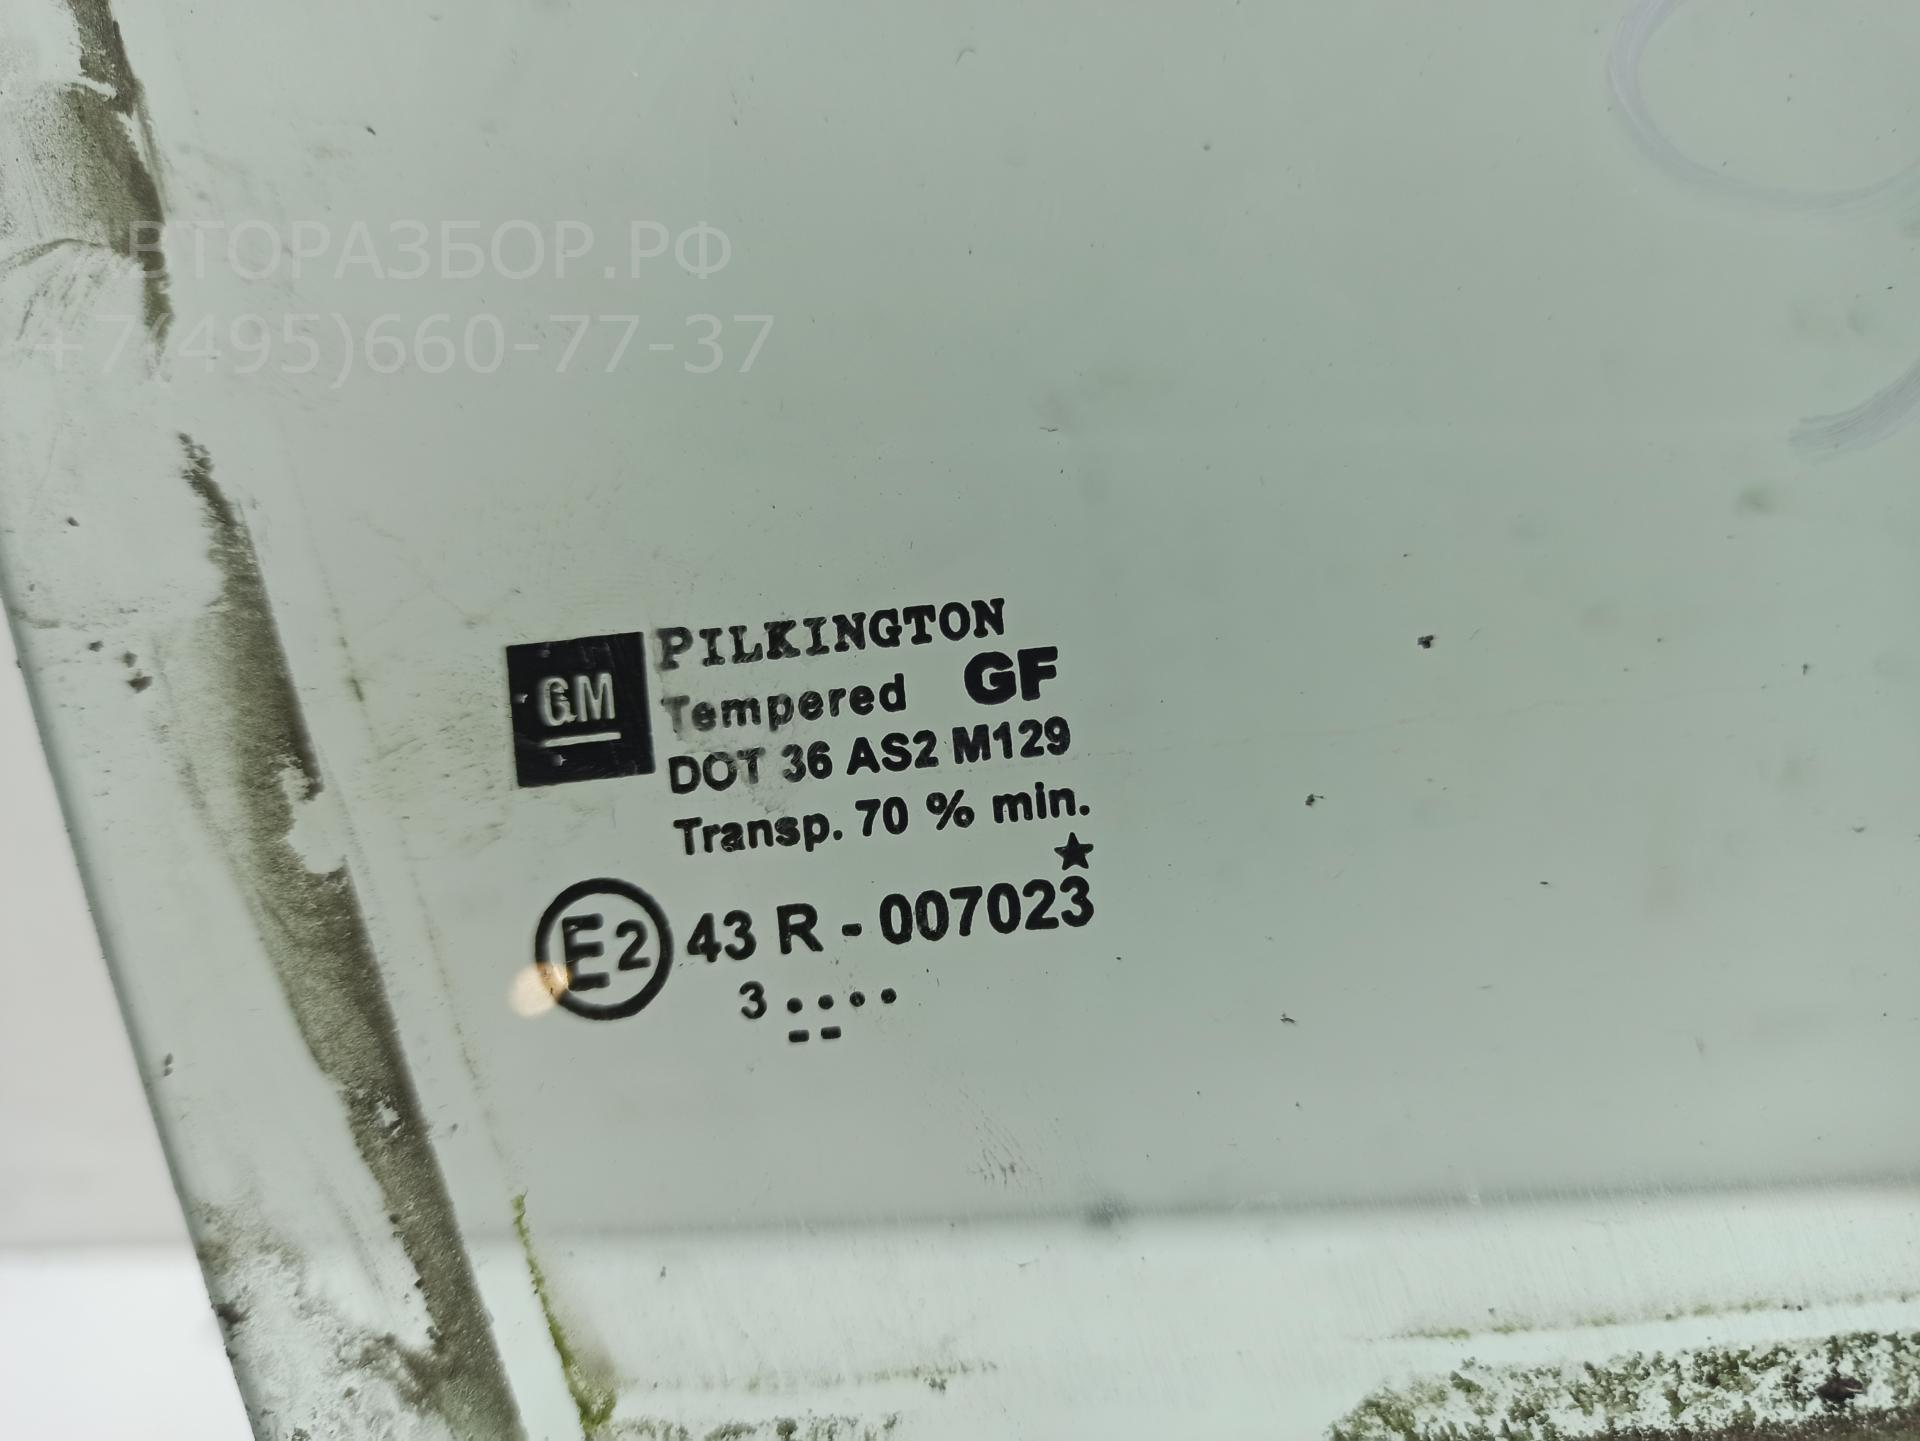 АВТОРАЗБОР.РФ
+7(495)660-77-37
GM
PILKINGTON
Tempered GF
DOT 36 AS2 M129
Transp. 70 % min.
★
E2 43 R - 007023
3 . . . .
- -